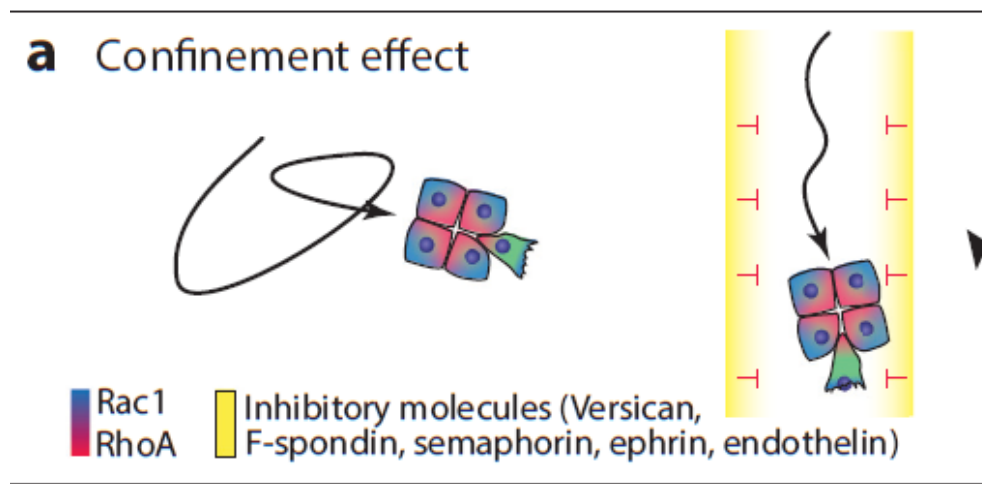 a Confinement effect
Rac1
RhoA
Inhibitory molecules (Versican,
F-spondin, semaphorin, ephrin, endothelin)